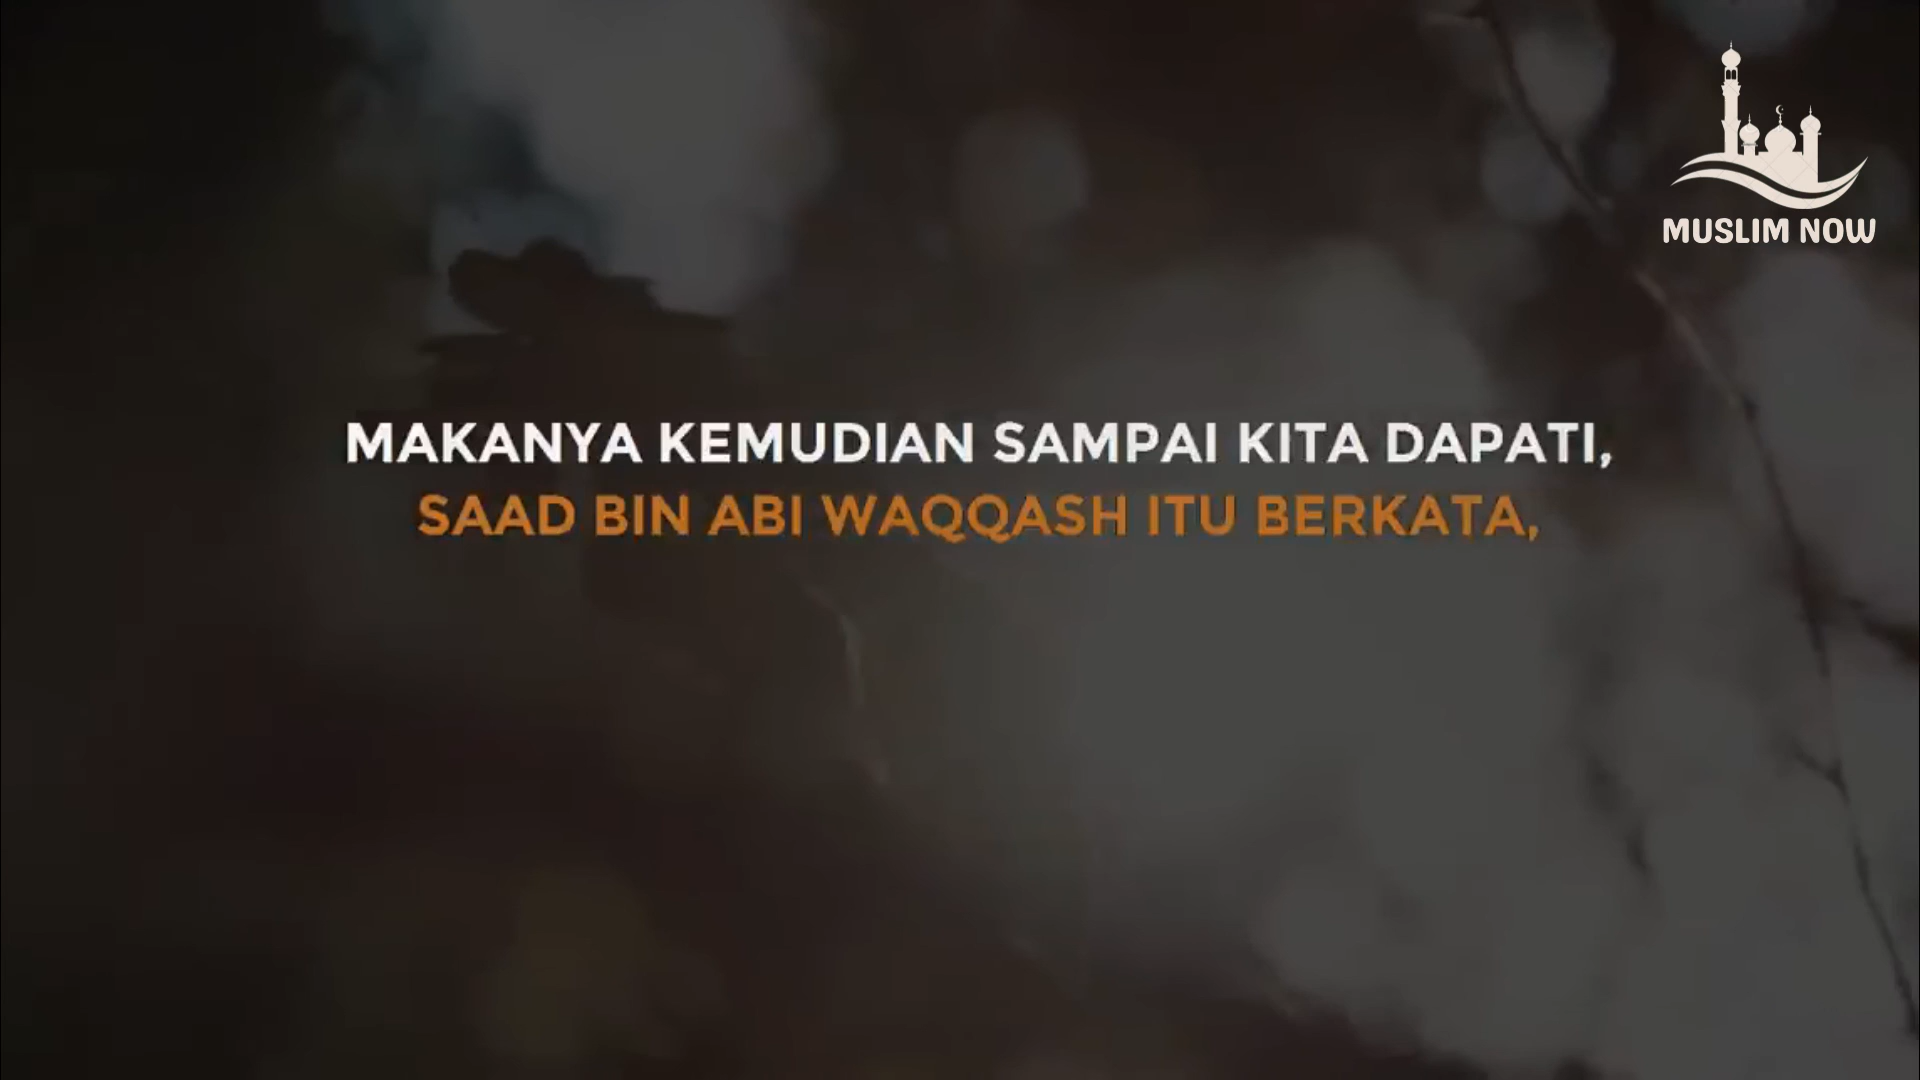 MUSLIM NOW
MAKANYA KEMUDIAN SAMPAI KITA DAPATI,
SAAD BIN ABI WAQQASH ITU BERKATA,